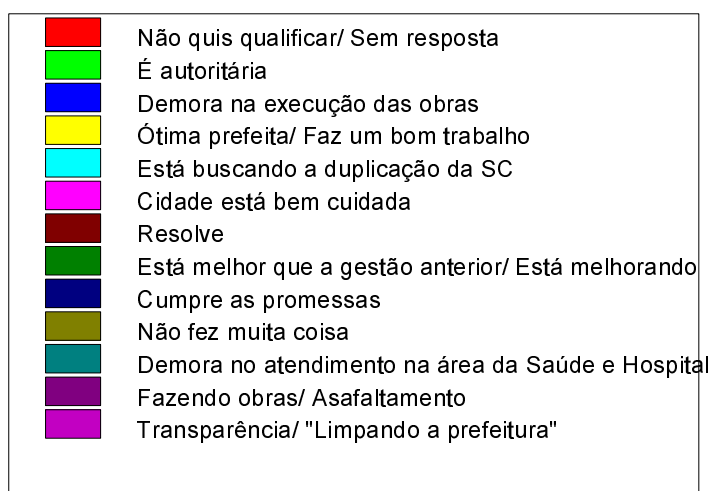 Não quis qualificar/ Sem resposta
É autoritária
Demora na execução das obras
Ótima prefeita/ Faz um bom trabalho
Está buscando a duplicação da SC
Cidade está bem cuidada
Resolve
Está melhor que a gestão anterior/ Está melhorando
Cumpre as promessas
Não fez muita coisa
Demora no atendimento na área da Saúde e Hospital
Fazendo obras/ Asafaltamento
Transparência/ "Limpando a prefeitura"